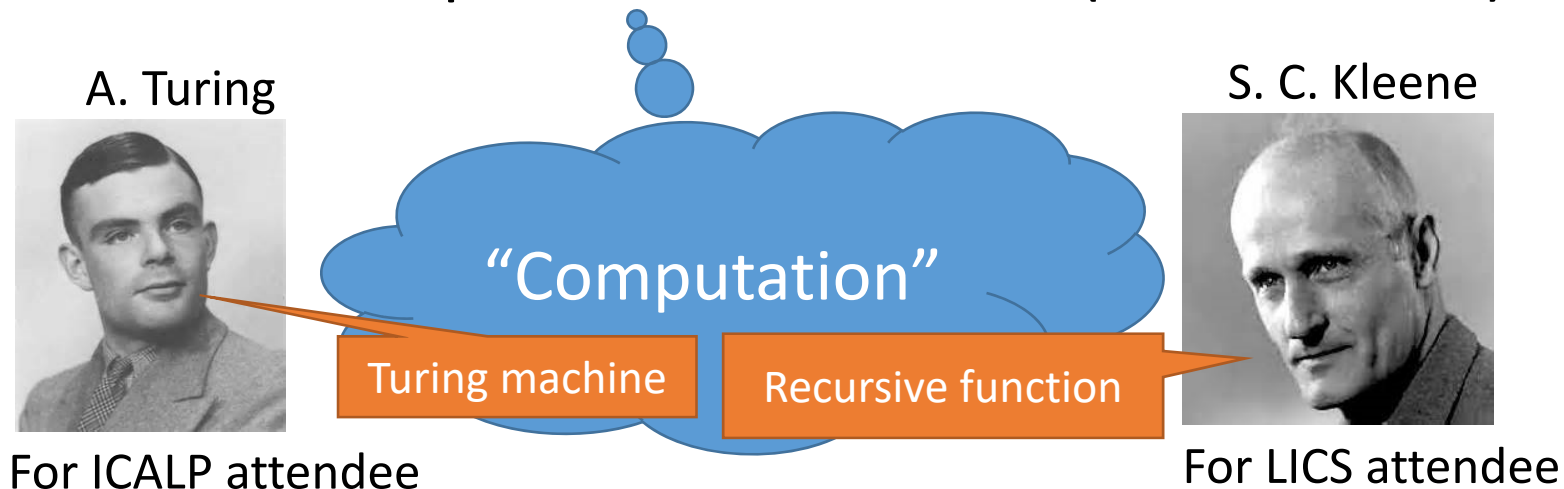 A. Turing
S. C. Kleene
“Computation”
Turing machine
Recursive function
For ICALP attendee
For LICS attendee